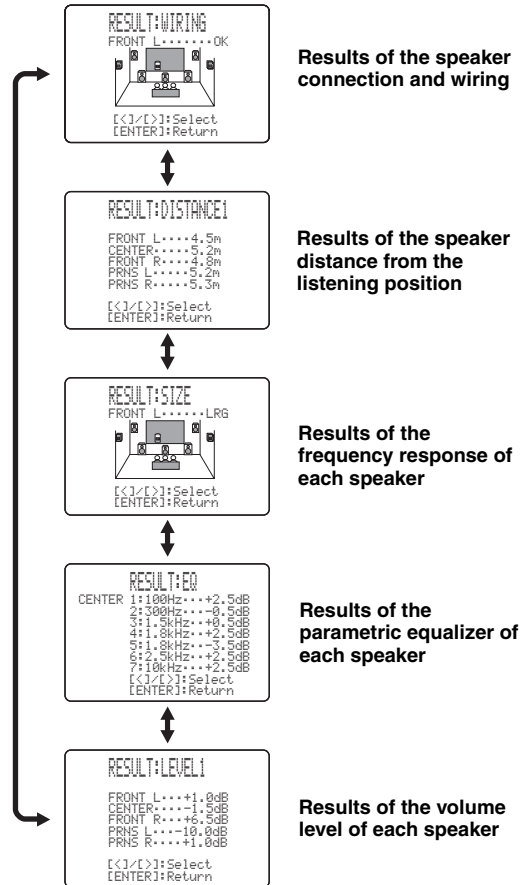 RESULT:WIRING
FRONT L·······OK
[<]/[>]:Select
[ENTER]:Return
Results of the speaker
connection and wiring
RESULT:DISTANCE1
FRONT L····4.5m
CENTER·····5.2m
FRONT R····4.8m
PRNS L·····5.2m
PRNS R·····5.3m
[<]/[>]:Select
[ENTER]:Return
Results of the speaker
distance from the
listening position
RESULT:SIZE
FRONT L······LRG
[<]/[>]:Select
[ENTER]:Return
Results of the
frequency response of
each speaker
RESULT:EQ
CENTER 1:100Hz···+2.5dB
2:300Hz···-0.5dB
3:1.5kHz··+0.5dB
4:1.8kHz··+2.5dB
5:1.8kHz··-3.5dB
6:2.5kHz··+2.5dB
7:10kHz···+2.5dB
[<]/[>]:Select
[ENTER]:Return
Results of the
parametric equalizer of
each speaker
RESULT:LEVEL1
FRONT L···+1.0dB
CENTER····-1.5dB
FRONT R···+6.5dB
PRNS L···-10.0dB
PRNS R····+1.0dB
[<]/[>]:Select
[ENTER]:Return
Results of the volume
level of each speaker